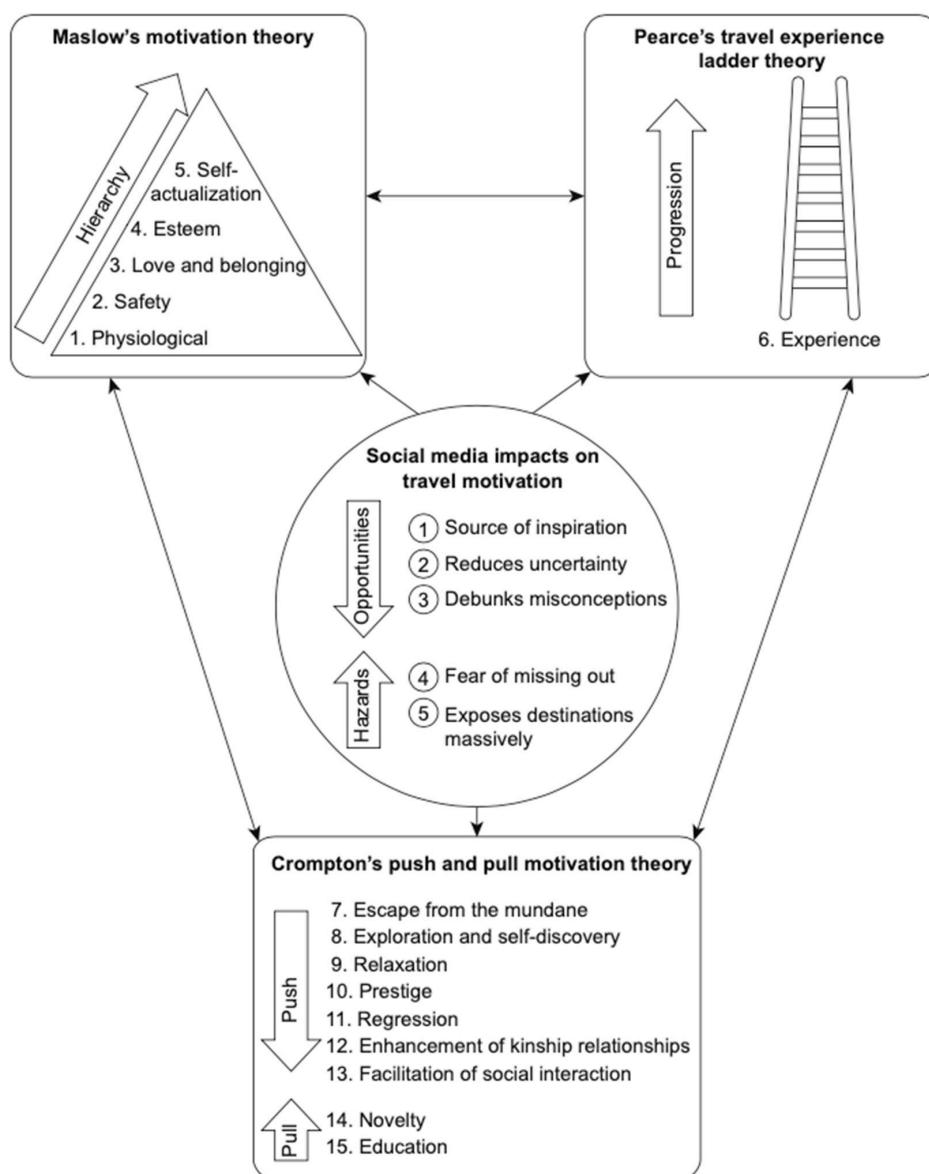 Maslow's motivation theory
Hierarchy
5. Self-
actualization
4. Esteem
3. Love and belonging
2. Safety
1. Physiological
Pearce's travel experience
ladder theory
Progression
6. Experience
Social media impacts on
travel motivation
Opportunities
1 Source of inspiration
2 Reduces uncertainty
3 Debunks misconceptions
Hazards
4 Fear of missing out
5 Exposes destinations
massively
Crompton's push and pull motivation theory
Push
7. Escape from the mundane
8. Exploration and self-discovery
9. Relaxation
10. Prestige
11. Regression
12. Enhancement of kinship relationships
13. Facilitation of social interaction
Pull
14. Novelty
15. Education